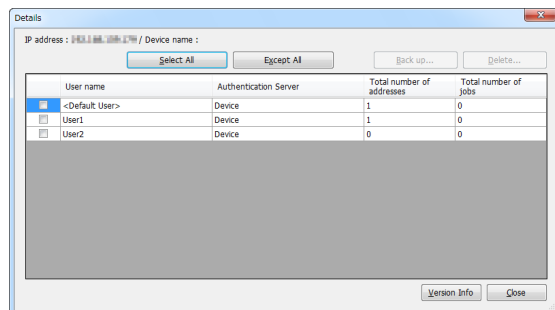 Details
IP address : / Device name :
Select All Except All Back up... Delete...
User name Authentication Server Total number of addresses Total number of jobs
<Default User> Device 1 0
User1 Device 1 0
User2 Device 0 0
Version Info Close